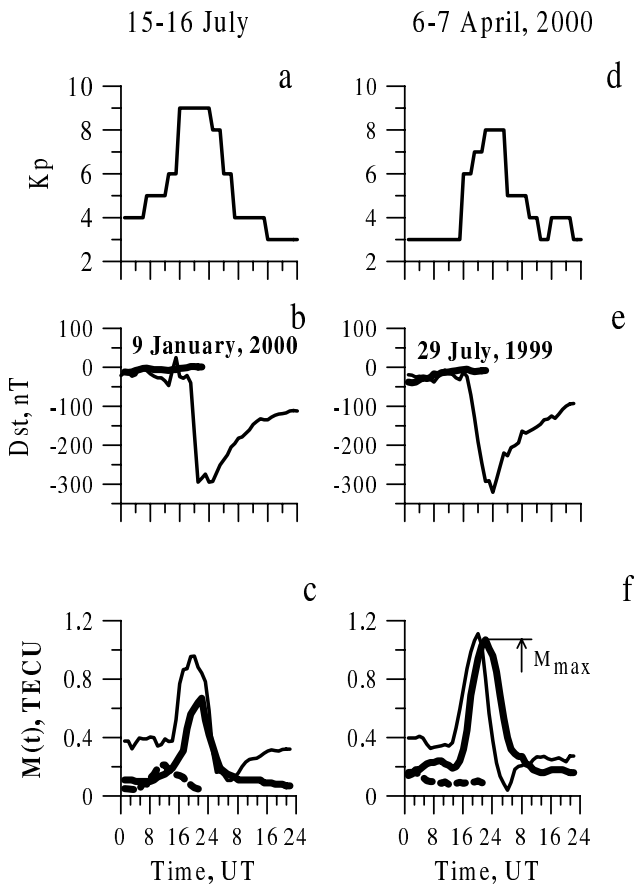 15-16 July
6-7 April, 2000
a
d
10
8
6
4
2
Kp
10
8
6
4
2
b
e
100
0
-100
-200
-300
Dst, nT
9 January, 2000
100
0
-100
-200
-300
29 July, 1999
c
f
1.2
0.8
0.4
0
M(t), TECU
1.2
0.8
0.4
0
Mmax
0 8 16 24 8 16 24
0 8 16 24 8 16 24
Time, UT
Time, UT